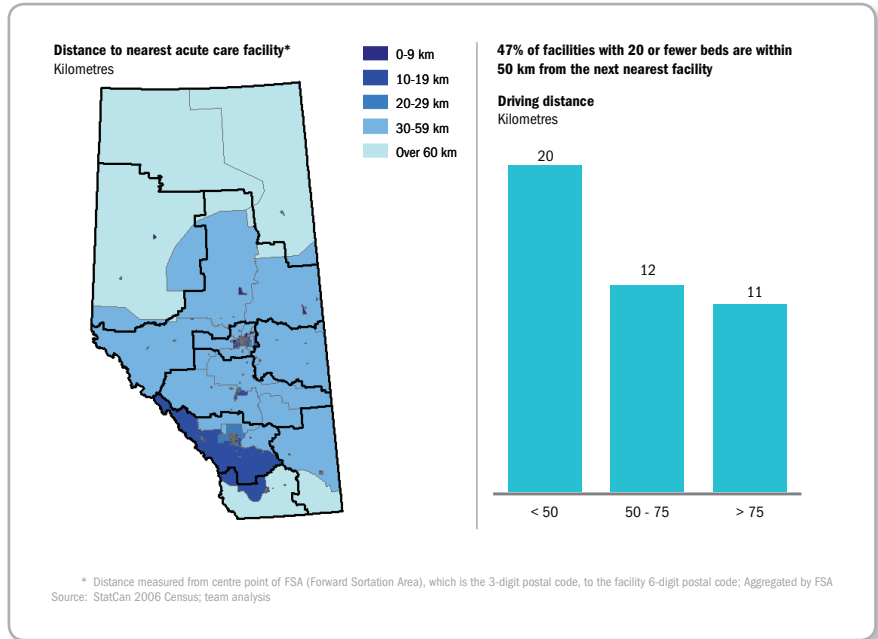 Distance to nearest acute care facility*
Kilometres
0-9 km
10-19 km
20-29 km
30-59 km
Over 60 km
47% of facilities with 20 or fewer beds are within
50 km from the next nearest facility
Driving distance
Kilometres
20
12
11
< 50
50 - 75
> 75
* Distance measured from centre point of FSA (Forward Sortation Area), which is the 3-digit postal code, to the facility 6-digit postal code; Aggregated by FSA
Source: StatCan 2006 Census; team analysis